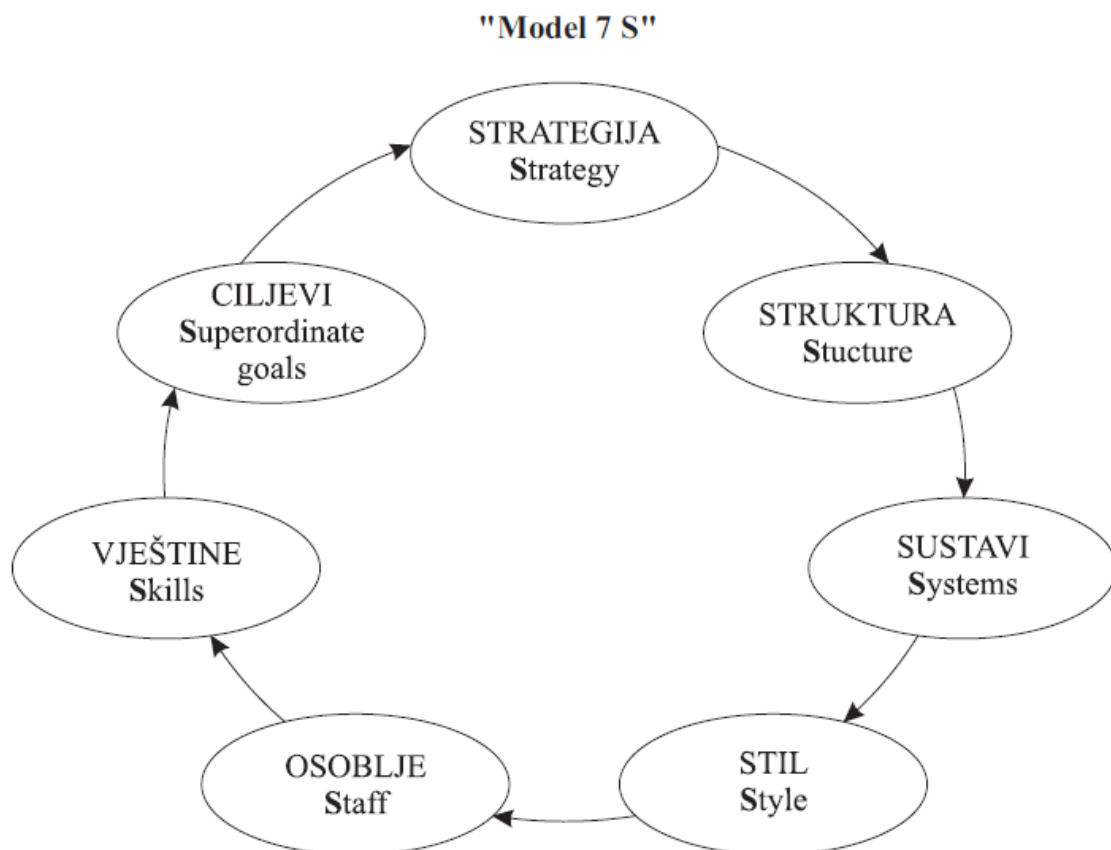 "Model 7 S"
STRATEGIJA
Strategy
STRUKTURA
Stucture
SUSTAVI
Systems
STIL
Style
OSOBLJE
Staff
VJEŠTINE
Skills
CILJEVI
Superordinate
goals